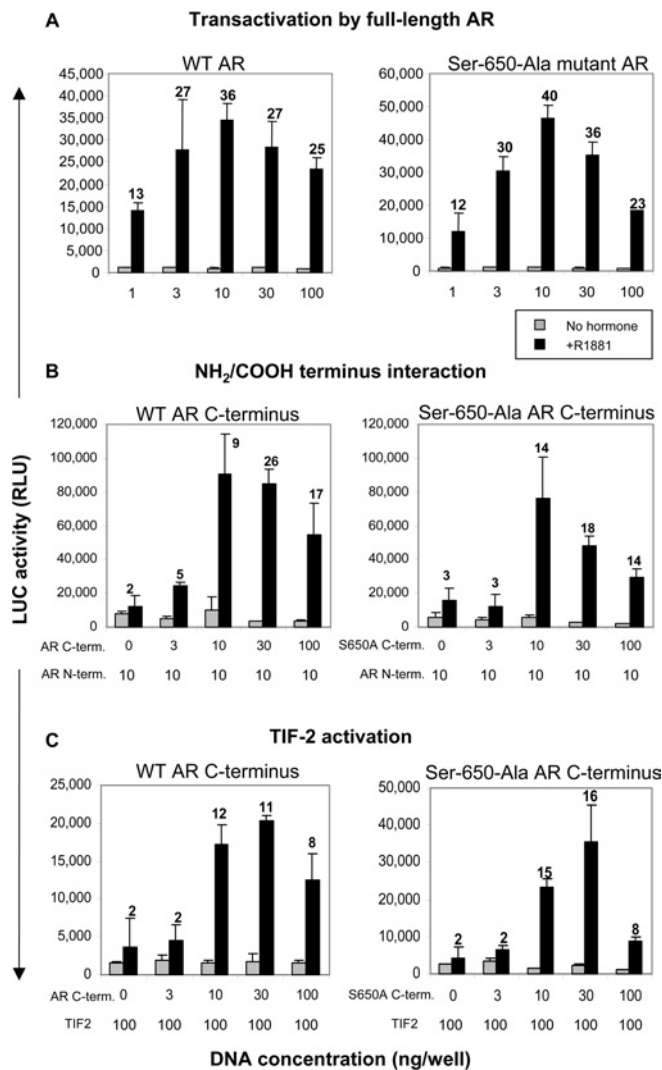 A Transactivation by full-length AR
WT AR
45,000
40,000
35,000
30,000
25,000
20,000
15,000
10,000
5,000
0
13 27 36 27 25
1 3 10 30 100
Ser-650-Ala mutant AR
60,000
50,000
40,000
30,000
20,000
10,000
0
12 30 40 36 23
1 3 10 30 100
No hormone
+R1881
B NH2/COOH terminus interaction
LUC activity (RLU)
WT AR C-terminus
120,000
100,000
80,000
60,000
40,000
20,000
0
2 5 9 26 17
AR C-term. 0 3 10 30 100
AR N-term. 10 10 10 10 10
Ser-650-Ala AR C-terminus
120,000
100,000
80,000
60,000
40,000
20,000
0
3 3 14 18 14
S650A C-term. 0 3 10 30 100
AR N-term. 10 10 10 10 10
C TIF-2 activation
WT AR C-terminus
25,000
20,000
15,000
10,000
5,000
0
2 2 12 11 8
AR C-term. 0 3 10 30 100
TIF2 100 100 100 100 100
Ser-650-Ala AR C-terminus
50,000
40,000
30,000
20,000
10,000
0
2 2 15 16 8
S650A C-term. 0 3 10 30 100
TIF2 100 100 100 100 100
DNA concentration (ng/well)